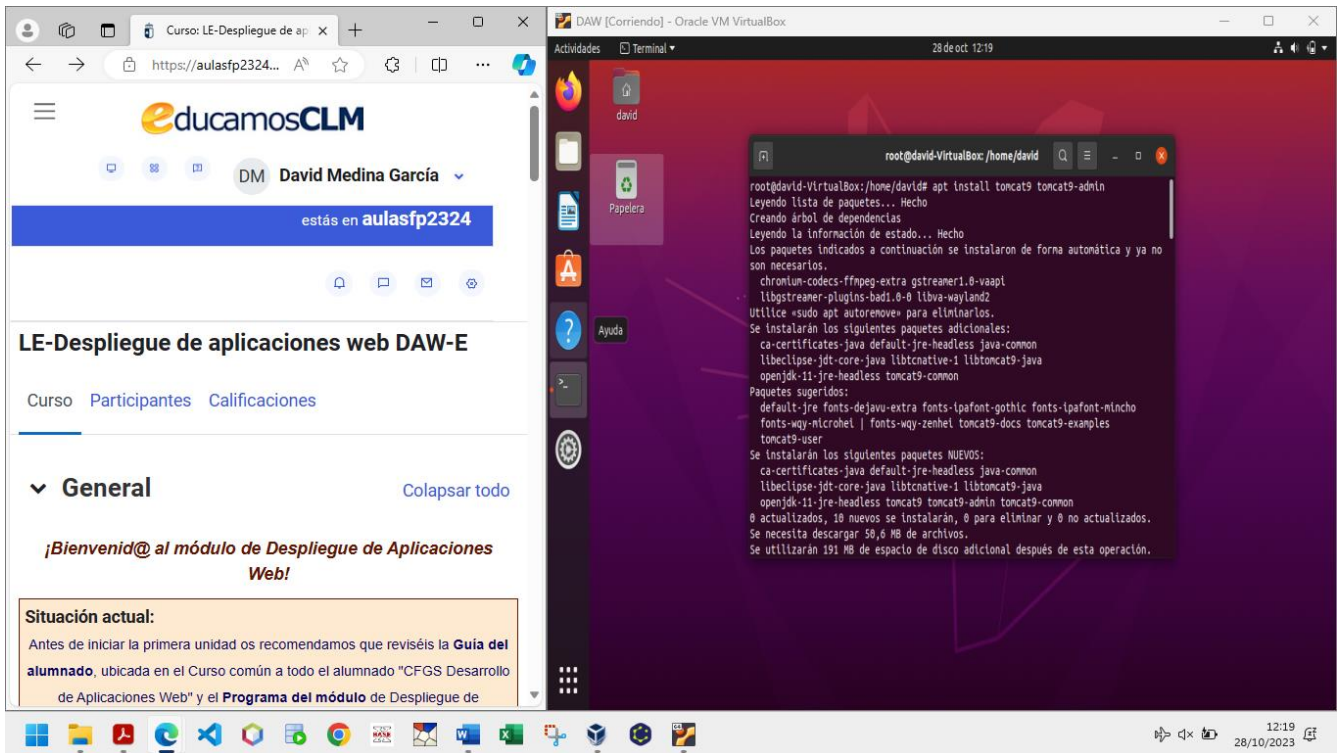 Curso: LE-Despliegue de ap
https://aulasfp2324...
educamosCLM
DM David Medina García
estás en aulasfp2324
LE-Despliegue de aplicaciones web DAW-E
Curso Participantes Calificaciones
General Colapsar todo
¡Bienvenid@ al módulo de Despliegue de Aplicaciones
Web!
Situación actual:
Antes de iniciar la primera unidad os recomendamos que reviséis la Guía del
alumnado, ubicada en el Curso común a todo el alumnado "CFGS Desarrollo
de Aplicaciones Web" y el Programa del módulo de Despliegue de
DAW [Corriendo] - Oracle VM VirtualBox
Actividades Terminal 28 de oct 12:19
david
Papelera
Ayuda
root@david-VirtualBox: /home/david
root@david-VirtualBox:/home/david# apt install tomcat9 tomcat9-admin
Leyendo lista de paquetes... Hecho
Creando árbol de dependencias
Leyendo la información de estado... Hecho
Los paquetes indicados a continuación se instalaron de forma automática y ya no
son necesarios.
chromium-codecs-ffmpeg-extra gstreamer1.0-vaapi
libgstreamer-plugins-bad1.0-0 libva-wayland2
Utilice «sudo apt autoremove» para eliminarlos.
Se instalarán los siguientes paquetes adicionales:
ca-certificates-java default-jre-headless java-common
libeclipse-jdt-core-java libtcnative-1 libtomcat9-java
openjdk-11-jre-headless tomcat9-common
Paquetes sugeridos:
default-jre fonts-dejavu-extra fonts-ipafont-gothic fonts-ipafont-mincho
fonts-wqy-microhei | fonts-wqy-zenhei tomcat9-docs tomcat9-examples
tomcat9-user
Se instalarán los siguientes paquetes NUEVOS:
ca-certificates-java default-jre-headless java-common
libeclipse-jdt-core-java libtcnative-1 libtomcat9-java
openjdk-11-jre-headless tomcat9 tomcat9-admin tomcat9-common
0 actualizados, 10 nuevos se instalarán, 0 para eliminar y 0 no actualizados.
Se necesita descargar 50,6 MB de archivos.
Se utilizarán 191 MB de espacio de disco adicional después de esta operación.
12:19
28/10/2023